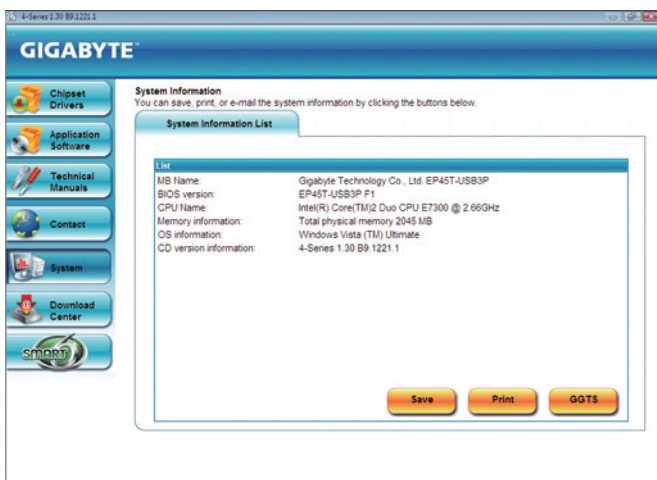 4-Series 1.30 B9.1221.1
GIGABYTE™
Chipset
Drivers
Application
Software
Technical
Manuals
Contact
System
Download
Center
SMART 6
System Information
You can save, print, or e-mail the system information by clicking the buttons below.
System Information List
List
MB Name: Gigabyte Technology Co., Ltd. EP45T-USB3P
BIOS version: EP45T-USB3P F1
CPU Name: Intel(R) Core(TM)2 Duo CPU E7300 @ 2.66GHz
Memory information: Total physical memory 2045 MB
OS information: Windows Vista (TM) Ultimate
CD version information: 4-Series 1.30 B9.1221.1
Save Print GGTS